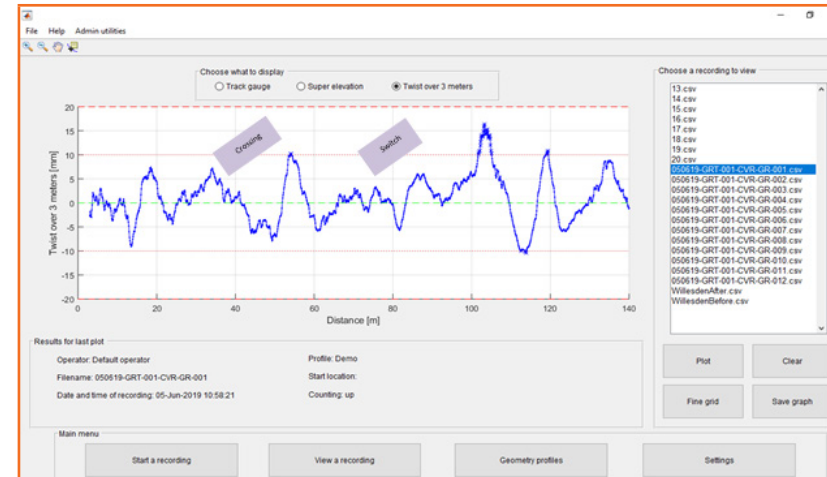 File Help Admin utilities
Choose what to display
Track gauge Super elevation Twist over 3 meters
Choose a recording to view
13.csv
14.csv
15.csv
16.csv
17.csv
18.csv
19.csv
20.csv
050619-GRT-001-CVR-GR-001.csv
050619-GRT-001-CVR-GR-002.csv
050619-GRT-001-CVR-GR-003.csv
050619-GRT-001-CVR-GR-004.csv
050619-GRT-001-CVR-GR-005.csv
050619-GRT-001-CVR-GR-006.csv
050619-GRT-001-CVR-GR-007.csv
050619-GRT-001-CVR-GR-008.csv
050619-GRT-001-CVR-GR-009.csv
050619-GRT-001-CVR-GR-010.csv
050619-GRT-001-CVR-GR-011.csv
050619-GRT-001-CVR-GR-012.csv
WillesdenAfter.csv
WillesdenBefore.csv
Twist over 3 meters [mm]
20
15
10
5
0
-5
-10
-15
-20
Crossing
Switch
0 20 40 60 80 100 120 140
Distance [m]
Results for last plot
Operator: Default operator
Profile: Demo
Filename: 050619-GRT-001-CVR-GR-001
Start location:
Date and time of recording: 05-Jun-2019 10:58:21
Counting: up
Plot Clear
Fine grid Save graph
Main menu
Start a recording View a recording Geometry profiles Settings